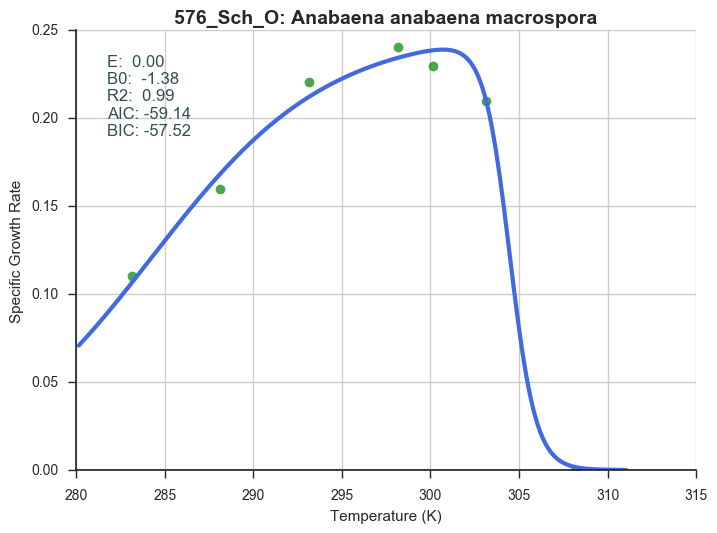 576_Sch_O: Anabaena anabaena macrospora
E:  0.00
B0:  -1.38
R2:  0.99
AIC: -59.14
BIC: -57.52
Specific Growth Rate
0.25
0.20
0.15
0.10
0.05
0.00
280 285 290 295 300 305 310 315
Temperature (K)